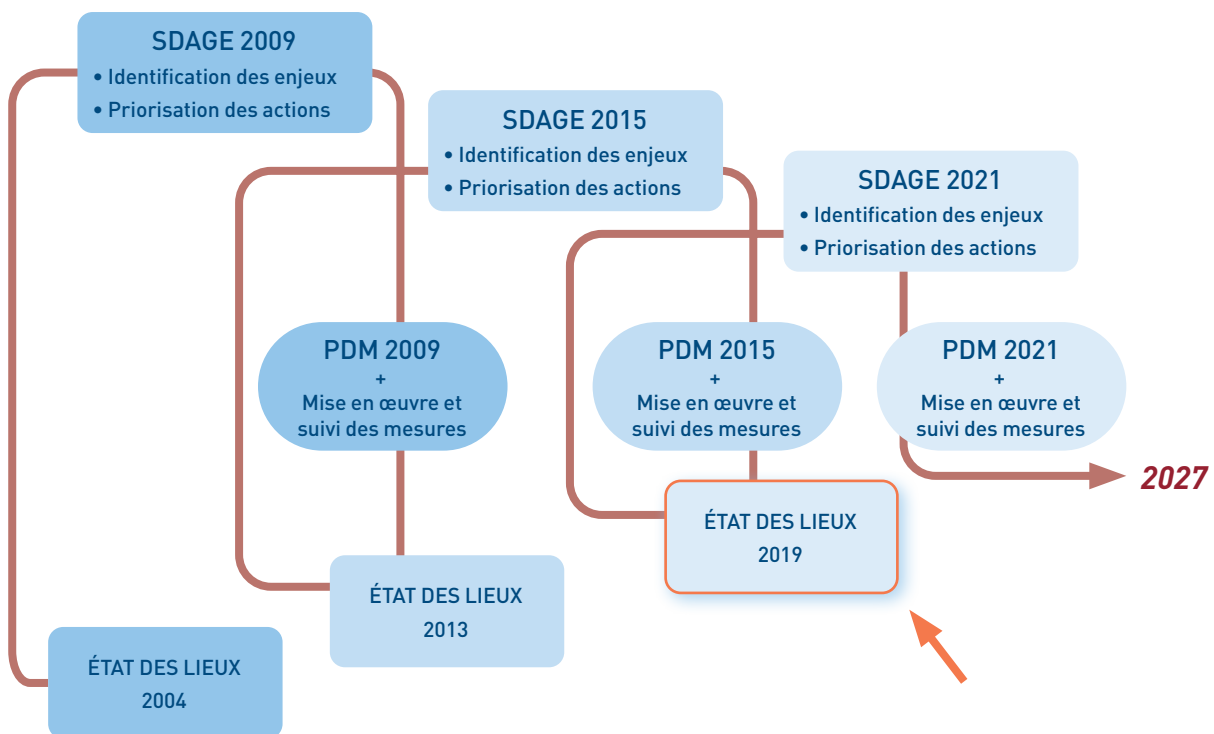 SDAGE 2009
• Identification des enjeux
• Priorisation des actions
SDAGE 2015
• Identification des enjeux
• Priorisation des actions
SDAGE 2021
• Identification des enjeux
• Priorisation des actions
PDM 2009
+
Mise en œuvre et
suivi des mesures
PDM 2015
+
Mise en œuvre et
suivi des mesures
PDM 2021
+
Mise en œuvre et
suivi des mesures
2027
ÉTAT DES LIEUX
2019
ÉTAT DES LIEUX
2013
ÉTAT DES LIEUX
2004